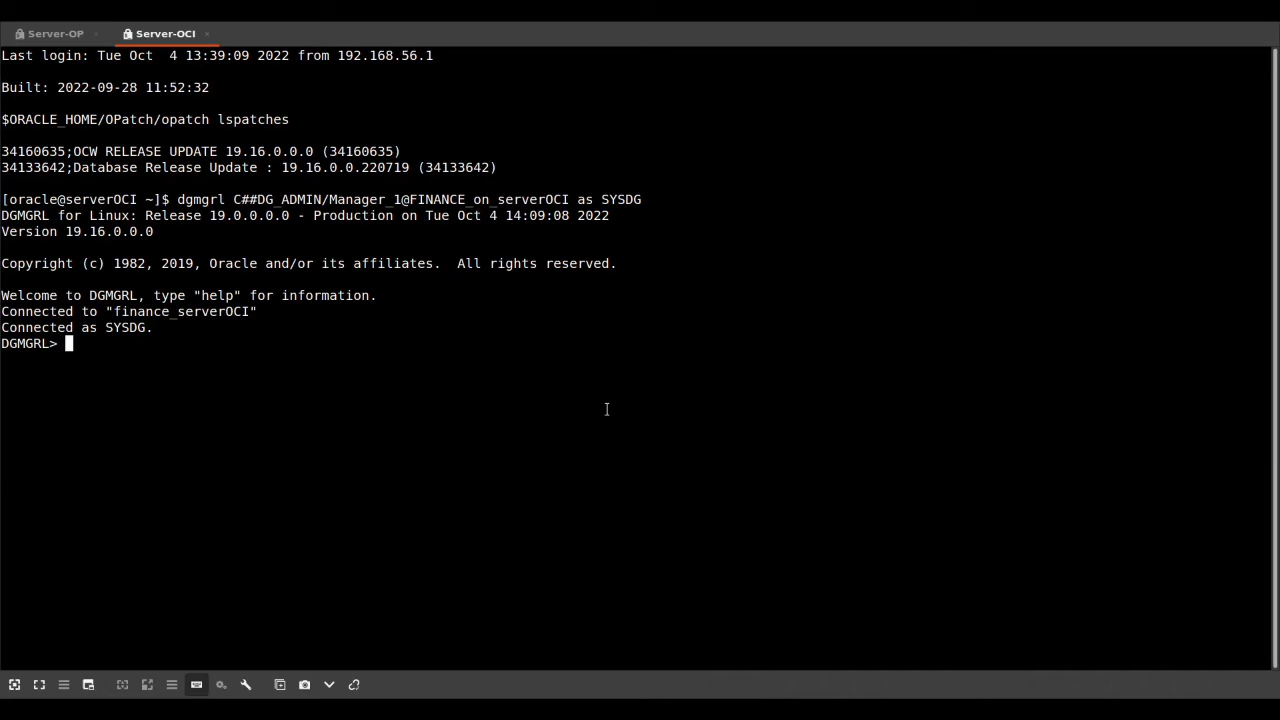 Server-OP × Server-OCI ×
Last login: Tue Oct  4 13:39:09 2022 from 192.168.56.1
Built: 2022-09-28 11:52:32
$ORACLE_HOME/OPatch/opatch lspatches
34160635;OCW RELEASE UPDATE 19.16.0.0.0 (34160635)
34133642;Database Release Update : 19.16.0.0.220719 (34133642)
[oracle@serverOCI ~]$ dgmgrl C##DG_ADMIN/Manager_1@FINANCE_on_serverOCI as SYSDG
DGMGRL for Linux: Release 19.0.0.0.0 - Production on Tue Oct 4 14:09:08 2022
Version 19.16.0.0.0
Copyright (c) 1982, 2019, Oracle and/or its affiliates.  All rights reserved.
Welcome to DGMGRL, type "help" for information.
Connected to "finance_serverOCI"
Connected as SYSDG.
DGMGRL>